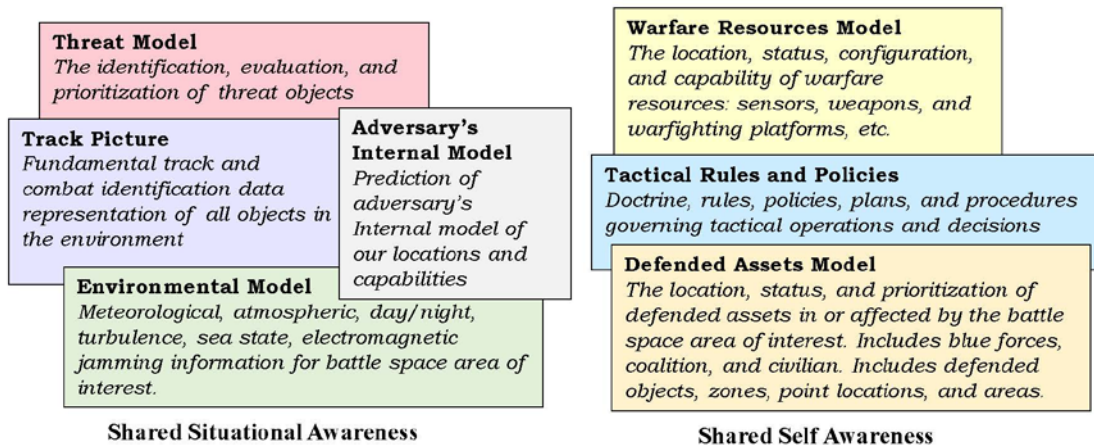 Threat Model
The identification, evaluation, and
prioritization of threat objects
Track Picture
Fundamental track and
combat identification data
representation of all objects in
the environment
Adversary's
Internal Model
Prediction of
adversary's
Internal model of
our locations and
capabilities
Environmental Model
Meteorological, atmospheric, day/night,
turbulence, sea state, electromagnetic
jamming information for battle space area of
interest.
Shared Situational Awareness
Warfare Resources Model
The location, status, configuration,
and capability of warfare
resources: sensors, weapons, and
warfighting platforms, etc.
Tactical Rules and Policies
Doctrine, rules, policies, plans, and procedures
governing tactical operations and decisions
Defended Assets Model
The location, status, and prioritization of
defended assets in or affected by the battle
space area of interest. Includes blue forces,
coalition, and civilian. Includes defended
objects, zones, point locations, and areas.
Shared Self Awareness